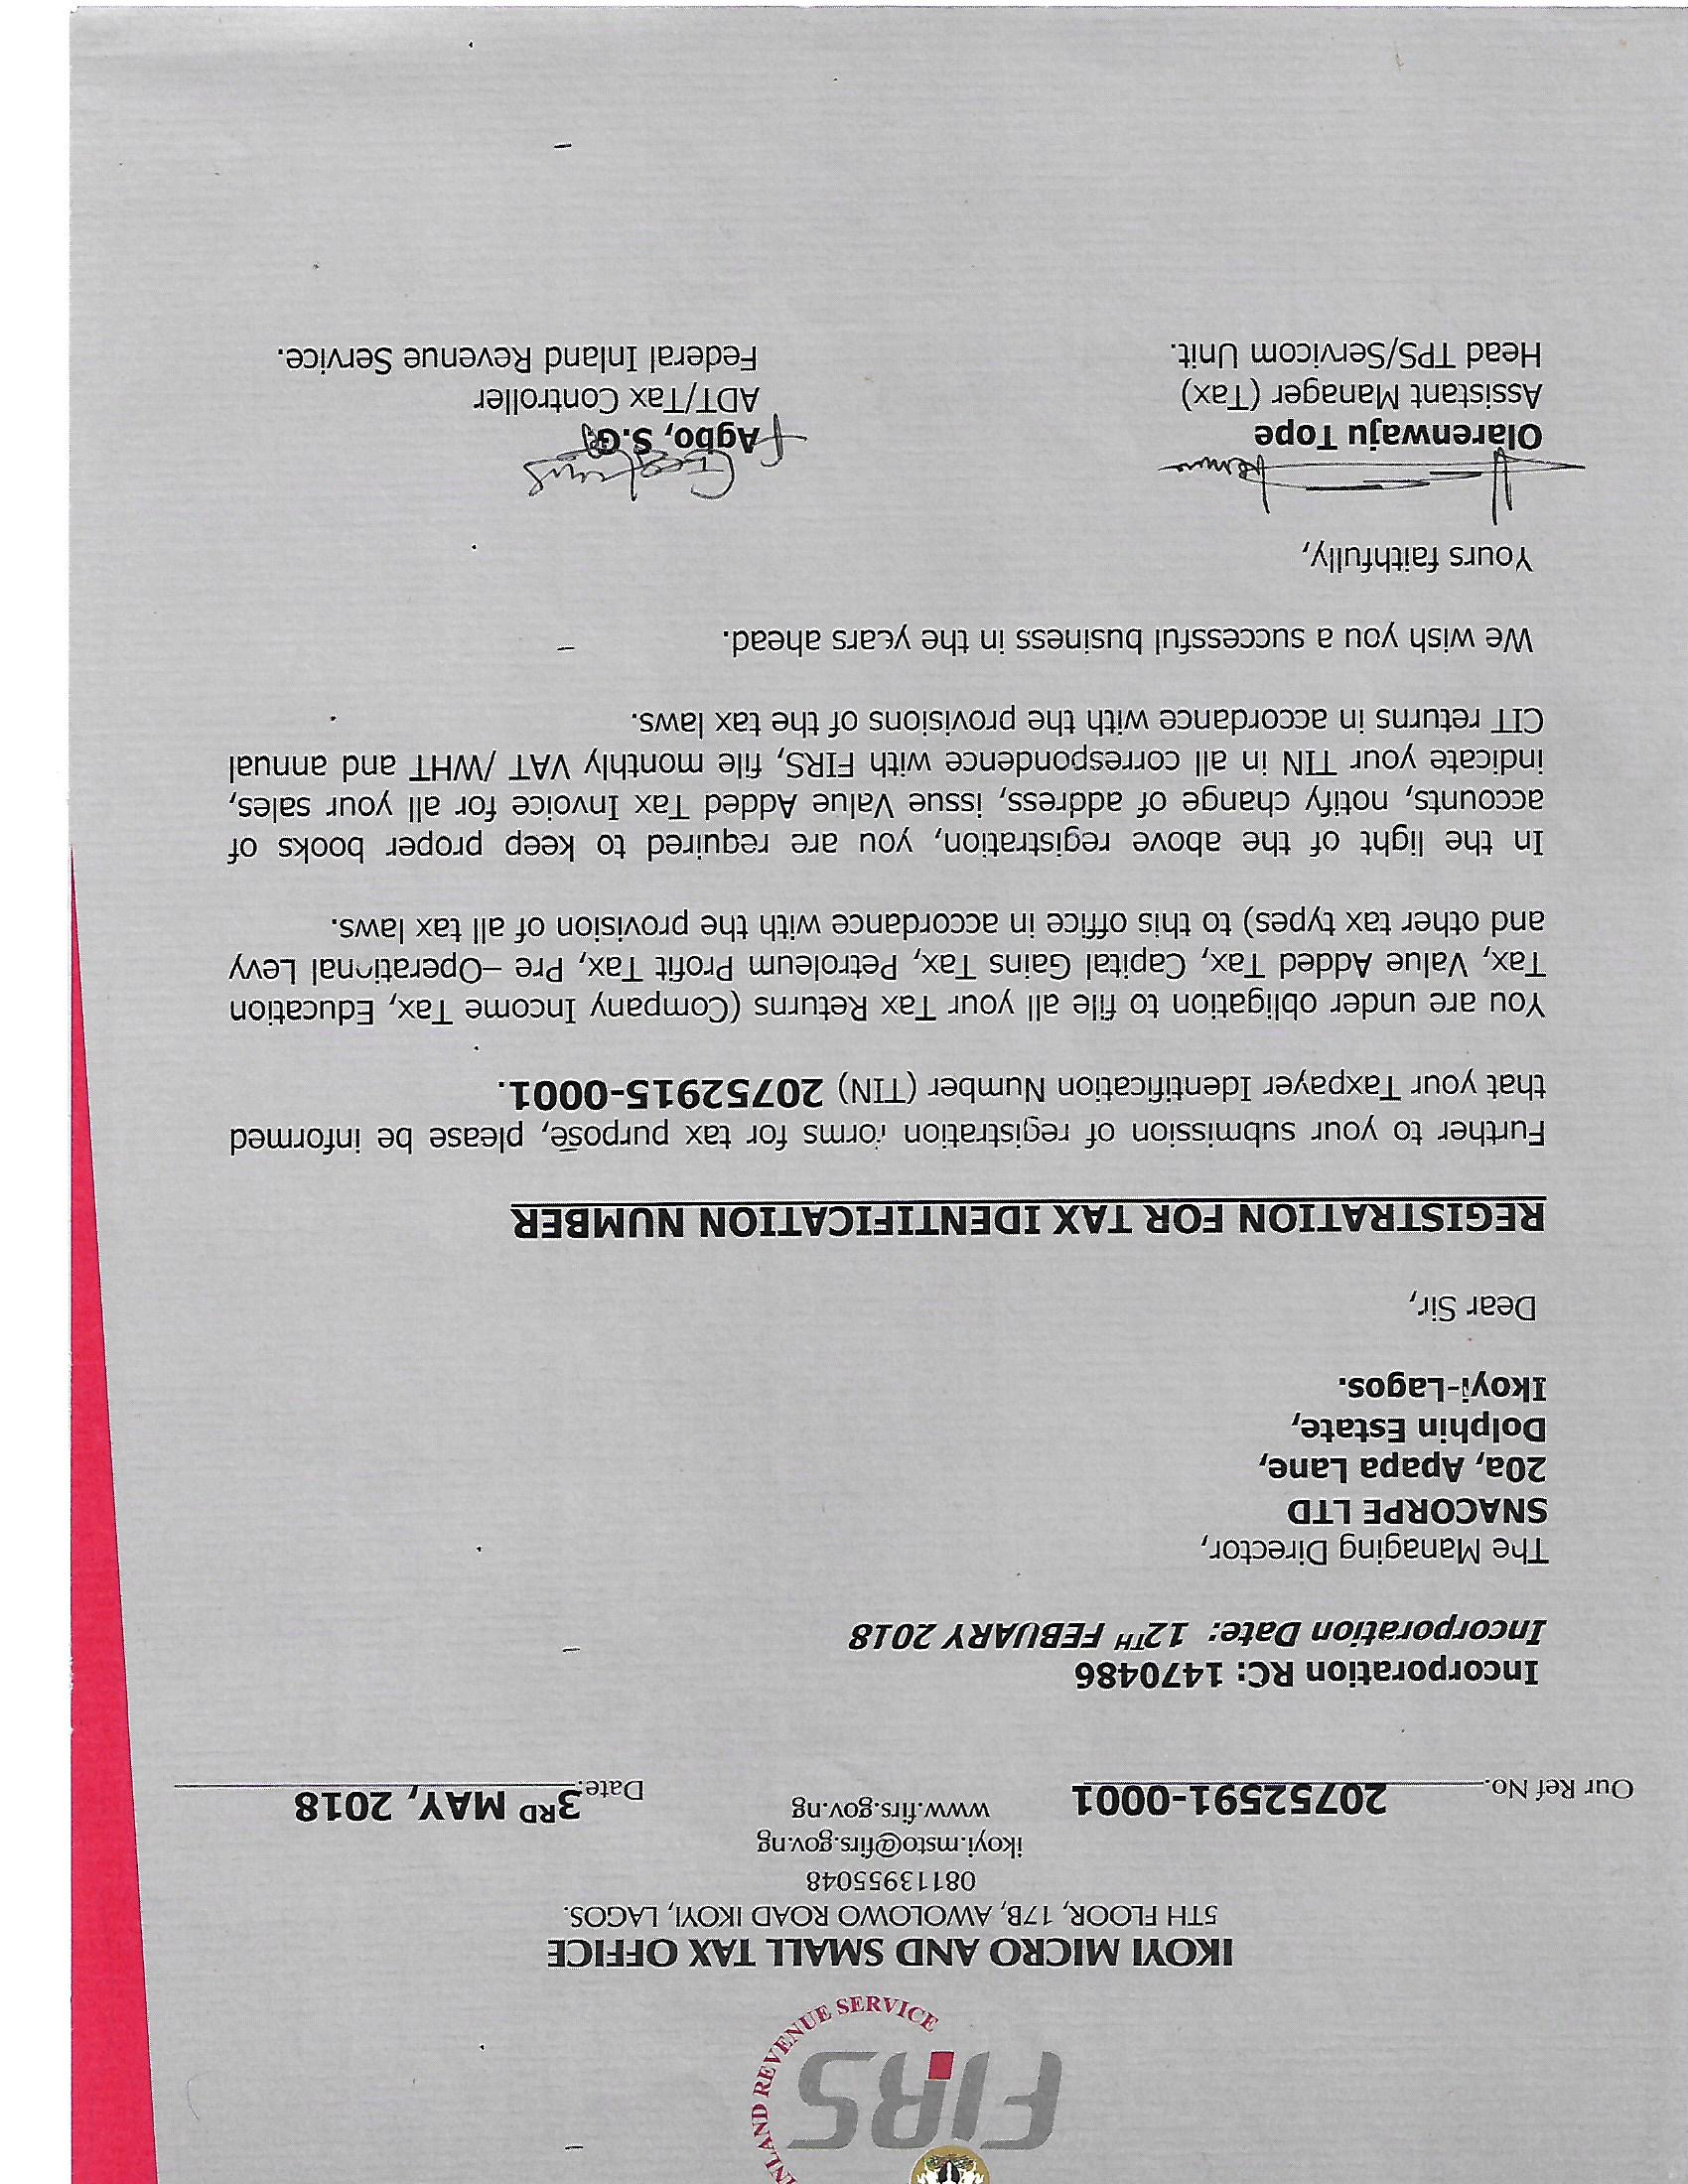 FIRS
INLAND REVENUE SERVICE
IKOYI MICRO AND SMALL TAX OFFICE
5TH FLOOR, 17B, AWOLOWO ROAD IKOYI, LAGOS.
08113955048
ikoyi.msto@firs.gov.ng
www.firs.gov.ng
Our Ref No. 20752591-0001 Date: 3RD MAY, 2018
Incorporation RC: 1470486
Incorporation Date: 12TH FEBUARY 2018
The Managing Director,
SNACORPE LTD
20a, Apapa Lane,
Dolphin Estate,
Ikoyi-Lagos.
Dear Sir,
REGISTRATION FOR TAX IDENTIFICATION NUMBER
Further to your submission of registration forms for tax purpose, please be informed
that your Taxpayer Identification Number (TIN) 20752915-0001.
You are under obligation to file all your Tax Returns (Company Income Tax, Education
Tax, Value Added Tax, Capital Gains Tax, Petroleum Profit Tax, Pre –Operational Levy
and other tax types) to this office in accordance with the provision of all tax laws.
In the light of the above registration, you are required to keep proper books of
accounts, notify change of address, issue Value Added Tax Invoice for all your sales,
indicate your TIN in all correspondence with FIRS, file monthly VAT /WHT and annual
CIT returns in accordance with the provisions of the tax laws.
We wish you a successful business in the years ahead.
Yours faithfully,
Olarenwaju Tope
Assistant Manager (Tax)
Head TPS/Servicom Unit.
Agbo, S.G.
ADT/Tax Controller
Federal Inland Revenue Service.